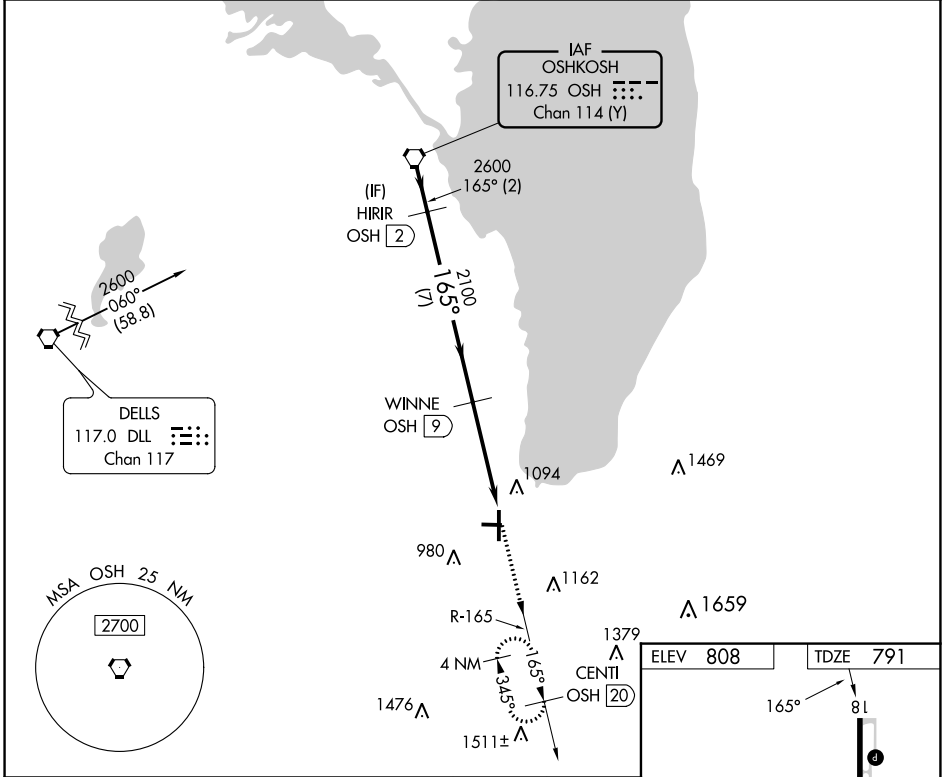 IAF
OSHKOSH
116.75 OSH
Chan 114 (Y)
2600
165° (2)
(IF)
HIRIR
OSH 2
2100
165°
(7)
2600
060°
(58.8)
DELLS
117.0 DLL
Chan 117
WINNE
OSH 9
1094
1469
980
1162
1659
R-165
1379
4 NM
165°
345°
CENTI
OSH 20
1476
1511±
MSA OSH 25 NM
2700
ELEV 808
TDZE 791
165°
18
P